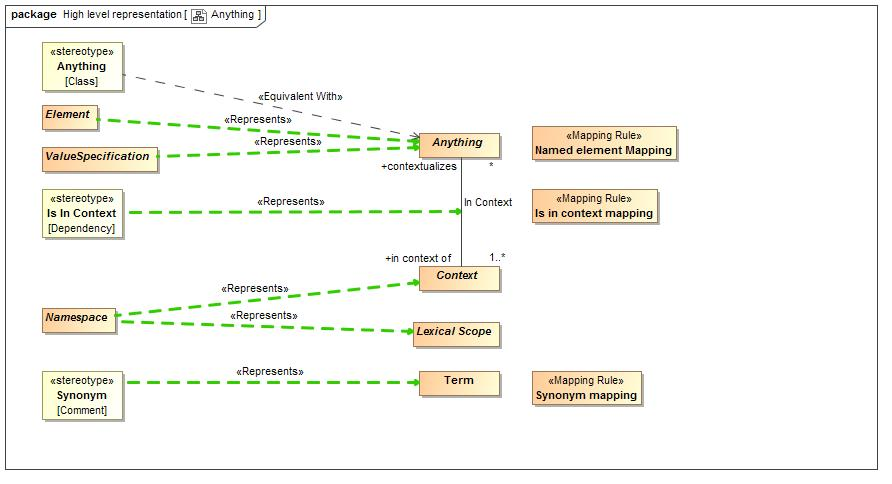 package High level representation [ Anything ]
«stereotype»
Anything
[Class]
«Equivalent With»
Element
«Represents»
ValueSpecification
«Represents»
Anything
«Mapping Rule»
Named element Mapping
+contextualizes *
«stereotype»
Is In Context
[Dependency]
«Represents»
In Context
«Mapping Rule»
Is in context mapping
+in context of 1..*
Context
«Represents»
Namespace
«Represents»
Lexical Scope
«stereotype»
Synonym
[Comment]
«Represents»
Term
«Mapping Rule»
Synonym mapping